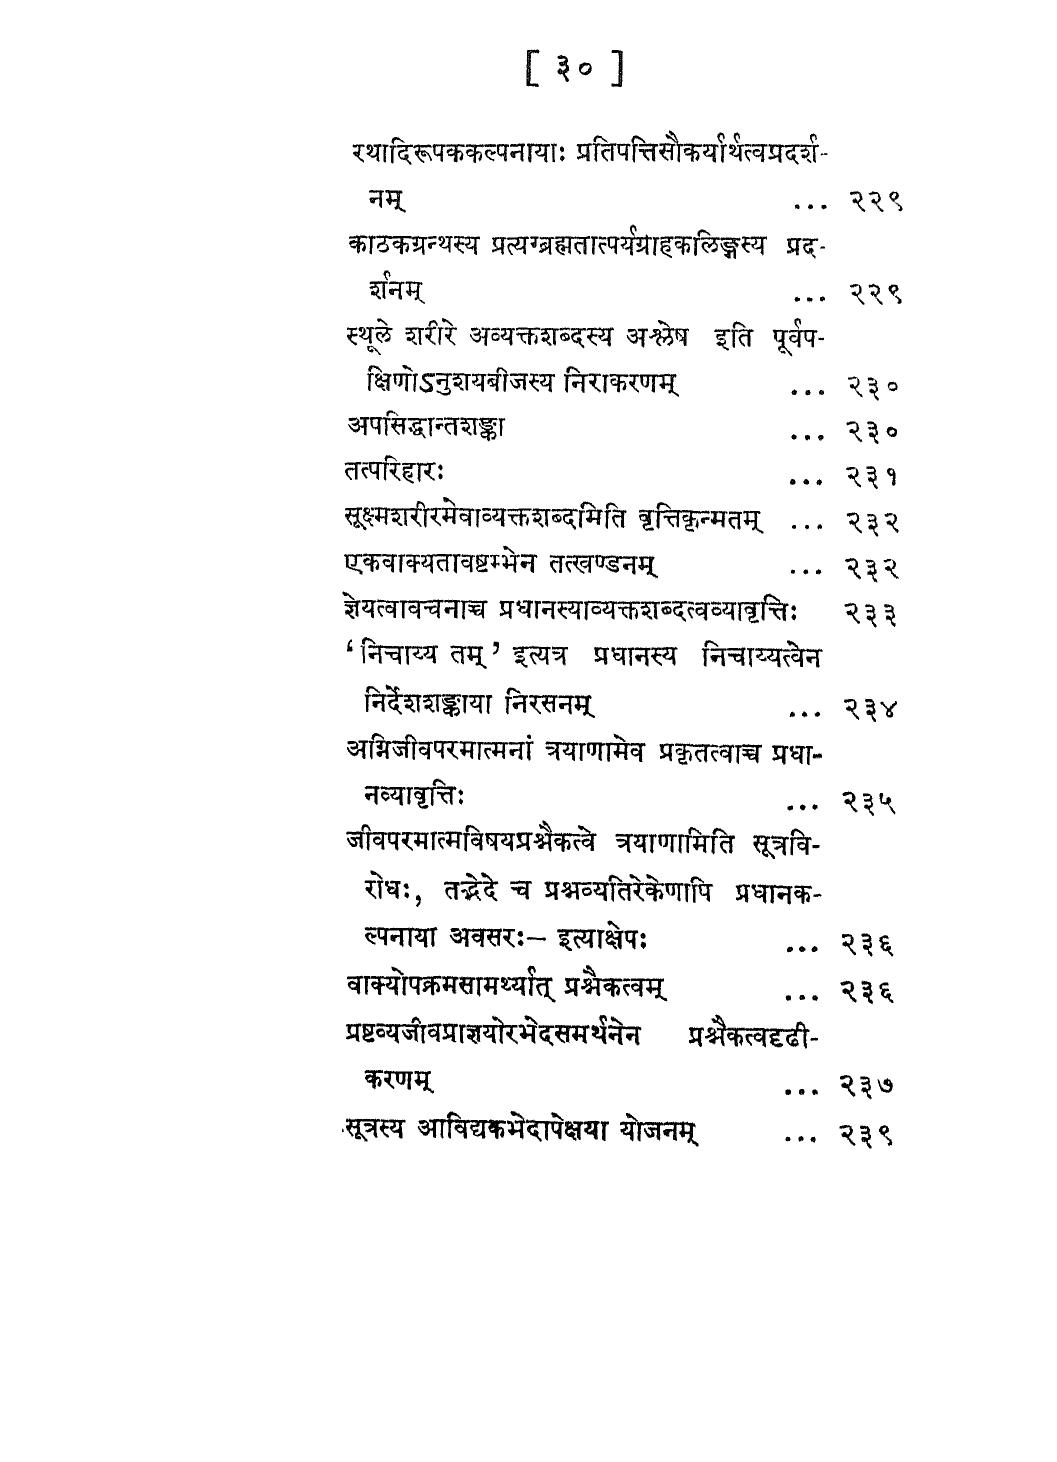 [ ३० ]
रथादिरूपककल्पनायाः प्रतिपत्तिसौकर्यार्थत्वप्रदर्श-
नम् ... २२९
काठकग्रन्थस्य प्रत्यग्ब्रह्मतात्पर्यग्राहकलिङ्गस्य प्रद-
र्शनम् ... २२९
स्थूले शरीरे अव्यक्तशब्दस्य अश्लेष इति पूर्वप-
क्षिणोऽनुशयबीजस्य निराकरणम् ... २३०
अपसिद्धान्तशङ्का ... २३०
तत्परिहारः ... २३१
सूक्ष्मशरीरमेवाव्यक्तशब्दमिति वृत्तिकृन्मतम् ... २३२
एकवाक्यतावष्टम्भेन तत्खण्डनम् ... २३२
ज्ञेयत्वावचनाच्च प्रधानस्याव्यक्तशब्दत्वव्यावृत्तिः २३३
‘निचाय्य तम्’ इत्यत्र प्रधानस्य निचाय्यत्वेन
निर्देशशङ्काया निरसनम् ... २३४
अग्निजीवपरमात्मनां त्रयाणामेव प्रकृतत्वाच्च प्रधा-
नव्यावृत्तिः ... २३५
जीवपरमात्मविषयप्रश्नैकत्वे त्रयाणामिति सूत्रवि-
रोधः, तद्भेदे च प्रश्नव्यतिरेकेणापि प्रधानक-
ल्पनाया अवसरः— इत्याक्षेपः ... २३६
वाक्योपक्रमसामर्थ्यात् प्रश्नैकत्वम् ... २३६
प्रष्टव्यजीवप्राज्ञयोरभेदसमर्थनेन प्रश्नैकत्वदृढी-
करणम् ... २३७
सूत्रस्य आविद्यकभेदापेक्षया योजनम् ... २३९